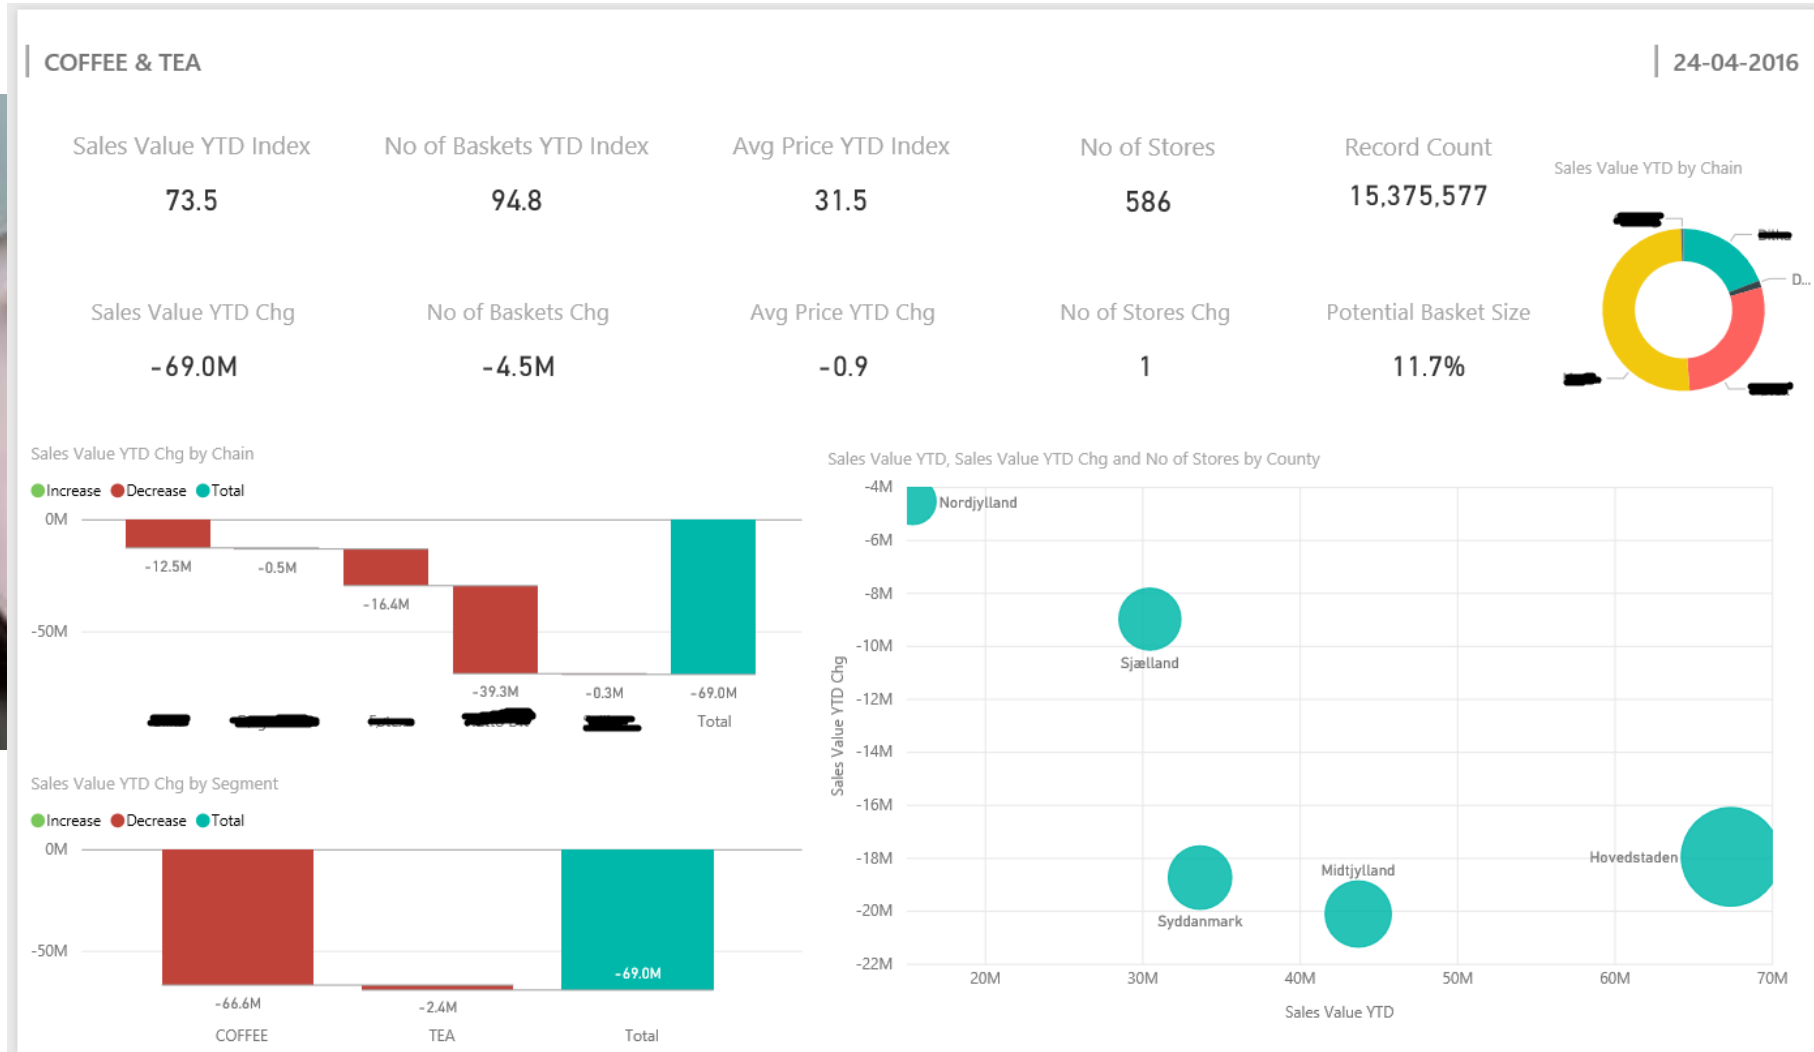 COFFEE & TEA
24-04-2016
Sales Value YTD Index
No of Baskets YTD Index
Avg Price YTD Index
No of Stores
Record Count
73.5
94.8
31.5
586
15,375,577
Sales Value YTD Chg
No of Baskets Chg
Avg Price YTD Chg
No of Stores Chg
Potential Basket Size
-69.0M
-4.5M
-0.9
1
11.7%
Sales Value YTD by Chain
D...
Sales Value YTD Chg by Chain
Increase Decrease Total
0M
-50M
-12.5M
-0.5M
-16.4M
-39.3M
-0.3M
-69.0M
Total
Sales Value YTD Chg by Segment
Increase Decrease Total
0M
-50M
-66.6M
-2.4M
-69.0M
COFFEE
TEA
Total
Sales Value YTD, Sales Value YTD Chg and No of Stores by County
Sales Value YTD Chg
-4M
-6M
-8M
-10M
-12M
-14M
-16M
-18M
-20M
-22M
Nordjylland
Sjælland
Syddanmark
Midtjylland
Hovedstaden
20M
30M
40M
50M
60M
70M
Sales Value YTD